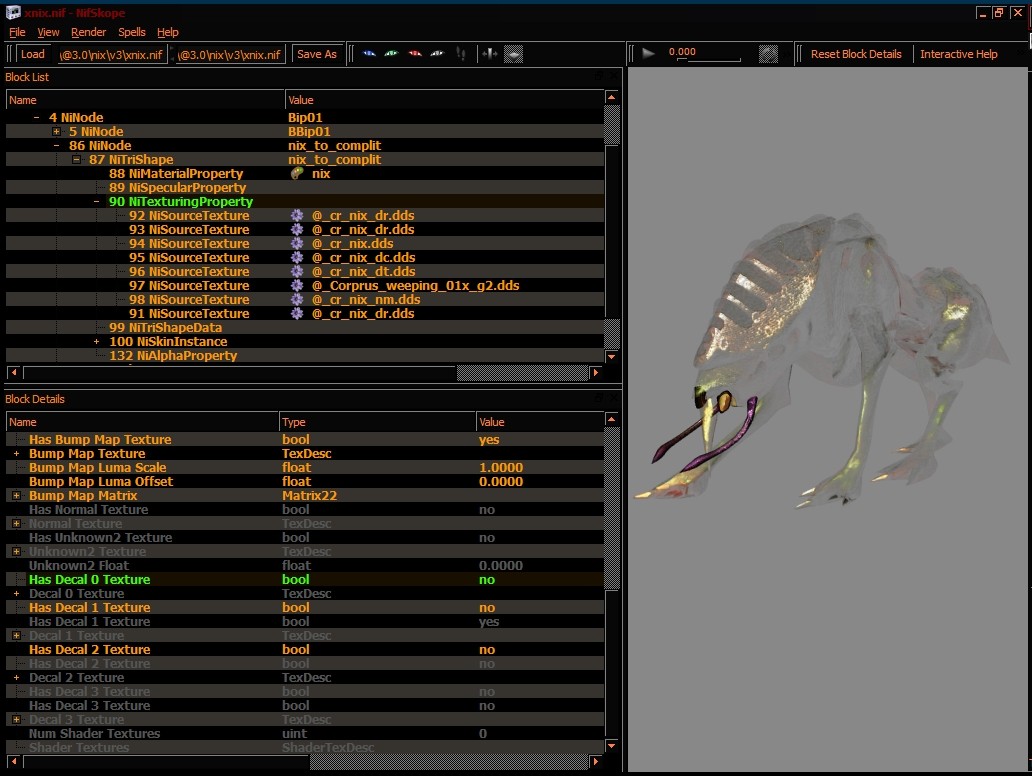 xnix.nif - NifSkope
File View Render Spells Help
Load \@3.0\nix\v3\xnix.nif \@3.0\nix\v3\xnix.nif Save As 0.000 Reset Block Details Interactive Help
Block List
Name Value
4 NiNode Bip01
5 NiNode BBip01
86 NiNode nix_to_complit
87 NiTriShape nix_to_complit
88 NiMaterialProperty nix
89 NiSpecularProperty
90 NiTexturingProperty
92 NiSourceTexture @_cr_nix_dr.dds
93 NiSourceTexture @_cr_nix_dr.dds
94 NiSourceTexture @_cr_nix.dds
95 NiSourceTexture @_cr_nix_dc.dds
96 NiSourceTexture @_cr_nix_dt.dds
97 NiSourceTexture @_Corprus_weeping_01x_g2.dds
98 NiSourceTexture @_cr_nix_nm.dds
91 NiSourceTexture @_cr_nix_dr.dds
99 NiTriShapeData
100 NiSkinInstance
132 NiAlphaProperty
Block Details
Name Type Value
Has Bump Map Texture bool yes
Bump Map Texture TexDesc
Bump Map Luma Scale float 1.0000
Bump Map Luma Offset float 0.0000
Bump Map Matrix Matrix22
Has Normal Texture bool no
Normal Texture TexDesc
Has Unknown2 Texture bool no
Unknown2 Texture TexDesc
Unknown2 Float float 0.0000
Has Decal 0 Texture bool no
Decal 0 Texture TexDesc
Has Decal 1 Texture bool no
Has Decal 1 Texture bool yes
Decal 1 Texture TexDesc
Has Decal 2 Texture bool no
Has Decal 2 Texture bool no
Decal 2 Texture TexDesc
Has Decal 3 Texture bool no
Has Decal 3 Texture bool no
Decal 3 Texture TexDesc
Num Shader Textures uint 0
Shader Textures ShaderTexDesc